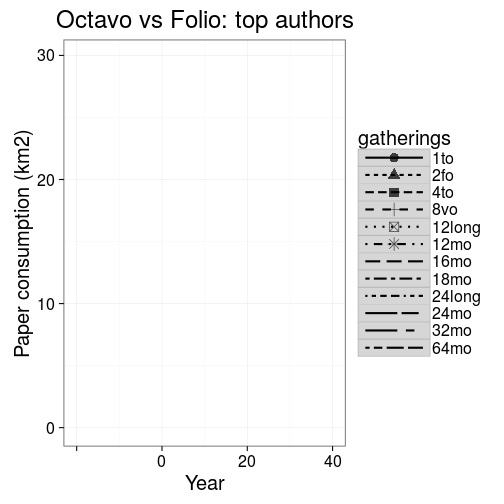 Octavo vs Folio: top authors
30
20
10
0
Paper consumption (km2)
0
20
40
Year
gatherings
1to
2fo
4to
8vo
12long
12mo
16mo
18mo
24long
24mo
32mo
64mo